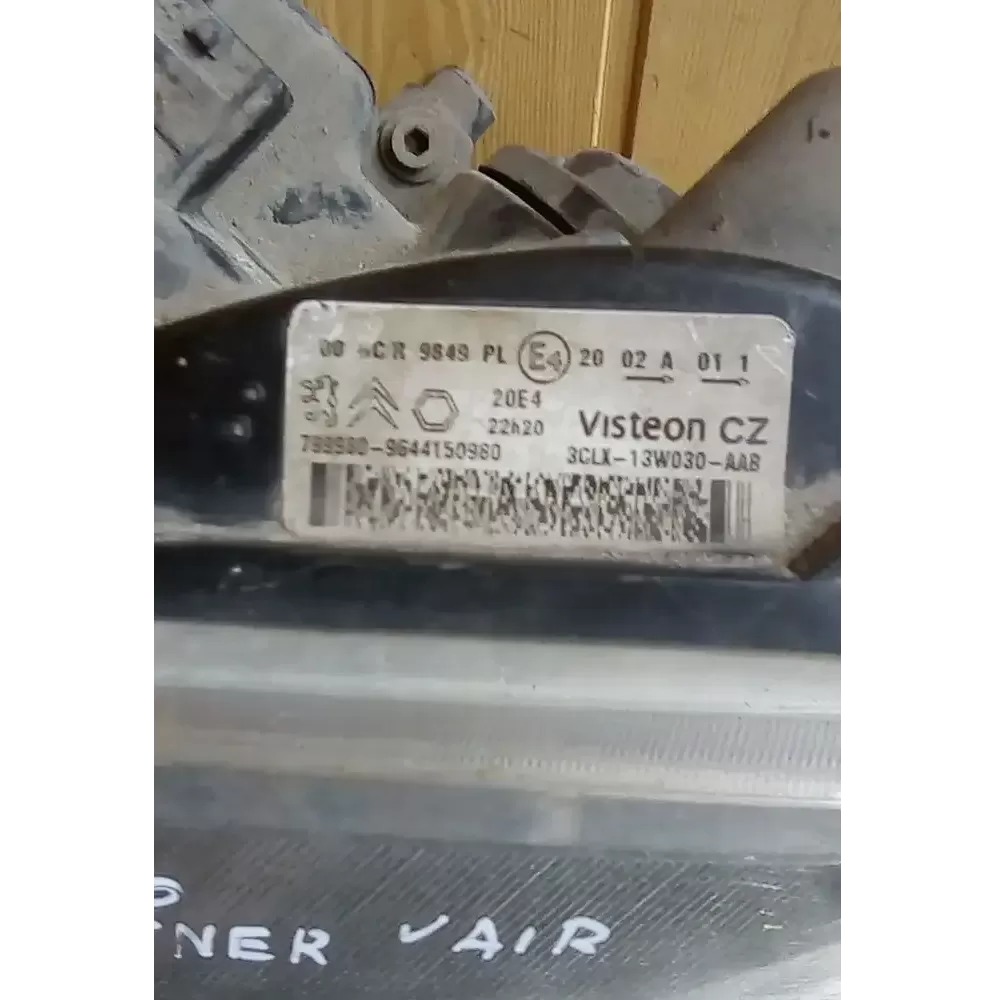 00 HCR 9849 PL E4 20 02 A 01 1
20E4
22h20
Visteon CZ
799980-9644150980 3CLX-13W030-AAB
NER VAIR